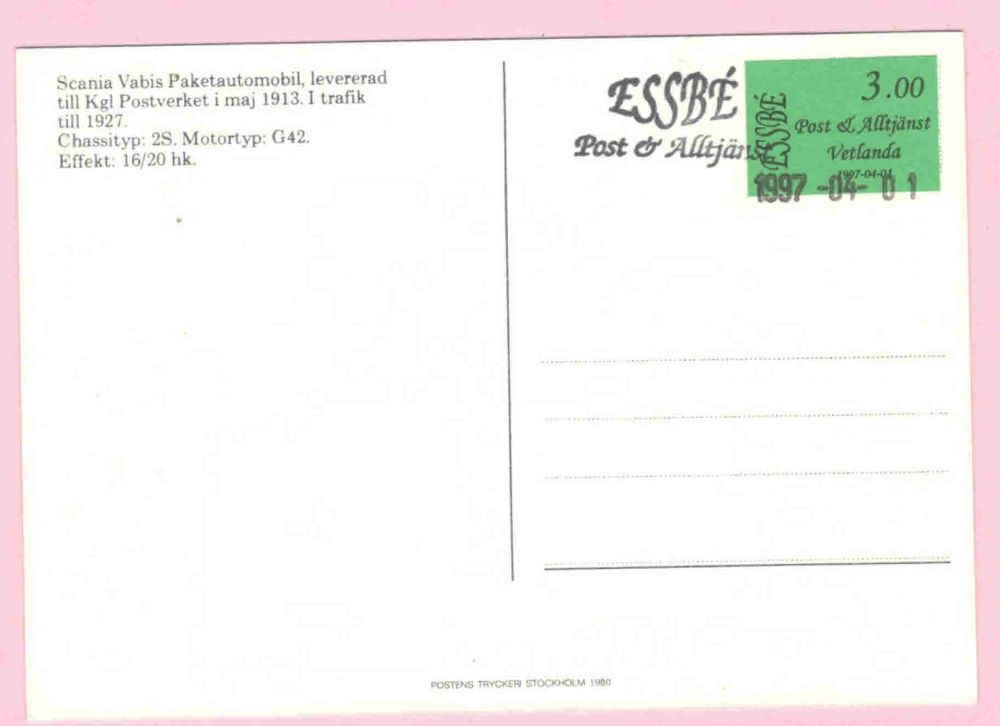 Scania Vabis Paketautomobil, levererad
till Kgl Postverket i maj 1913. I trafik
till 1927.
Chassityp: 2S. Motortyp: G42.
Effekt: 16/20 hk.
ESSBÉ
Post & Alltjänst
ESSBÉ
3.00
Post & Alltjänst
Vetlanda
1997-04-01
1997-04-01
POSTENS TRYCKERI STOCKHOLM 1980